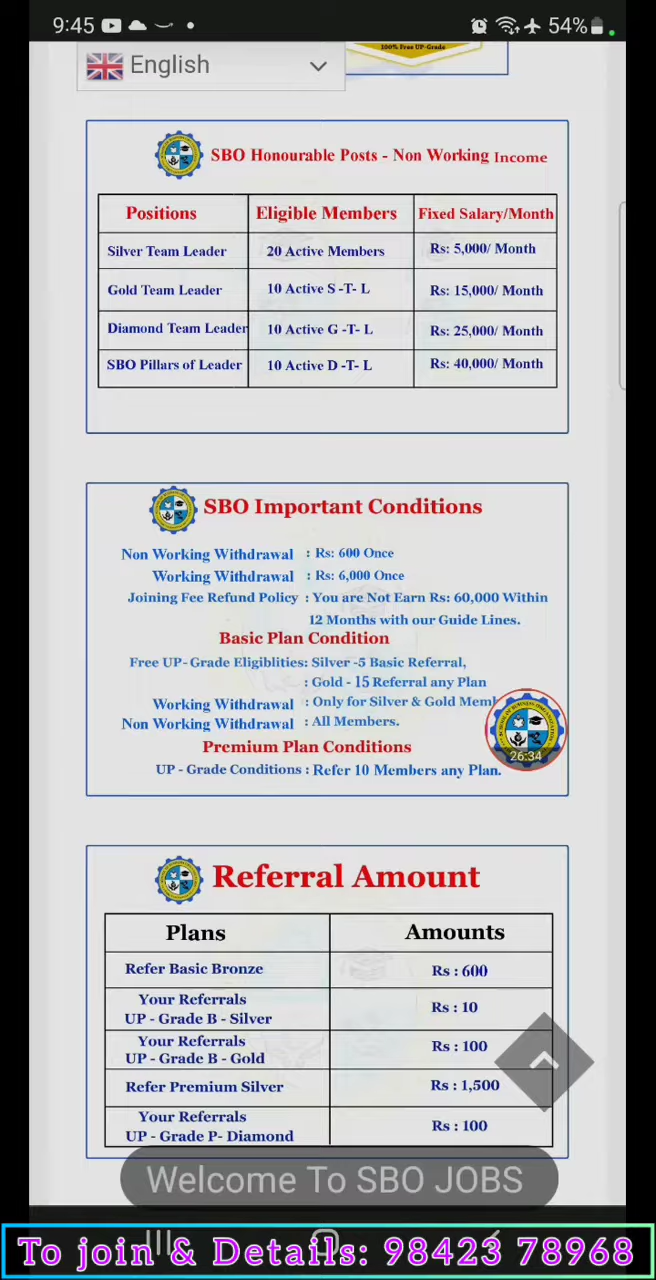 9:45
54%
100% Free UP-Grade
English
SBO Honourable Posts - Non Working Income
Positions Eligible Members Fixed Salary/Month
Silver Team Leader 20 Active Members Rs: 5,000/ Month
Gold Team Leader 10 Active S -T- L Rs: 15,000/ Month
Diamond Team Leader 10 Active G -T- L Rs: 25,000/ Month
SBO Pillars of Leader 10 Active D -T- L Rs: 40,000/ Month
SBO Important Conditions
Non Working Withdrawal : Rs: 600 Once
Working Withdrawal : Rs: 6,000 Once
Joining Fee Refund Policy : You are Not Earn Rs: 60,000 Within
12 Months with our Guide Lines.
Basic Plan Condition
Free UP-Grade Eligiblities: Silver -5 Basic Referral,
: Gold - 15 Referral any Plan
Working Withdrawal : Only for Silver & Gold Memb
Non Working Withdrawal : All Members.
26:34
Premium Plan Conditions
UP - Grade Conditions : Refer 10 Members any Plan.
Referral Amount
Plans Amounts
Refer Basic Bronze Rs : 600
Your Referrals
UP - Grade B - Silver Rs : 10
Your Referrals
UP - Grade B - Gold Rs : 100
Refer Premium Silver Rs : 1,500
Your Referrals
UP - Grade P- Diamond Rs : 100
Welcome To SBO JOBS
To join & Details: 98423 78968